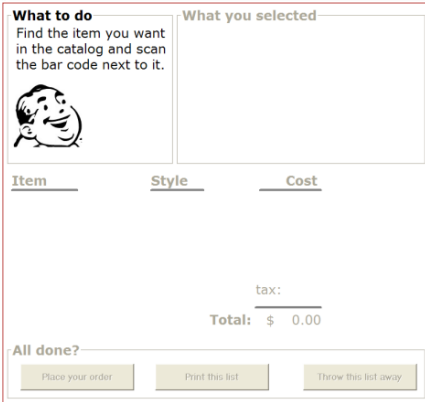 What to do
Find the item you want
in the catalog and scan
the bar code next to it.
What you selected
Item Style Cost
tax:
Total: $ 0.00
All done?
Place your order Print this list Throw this list away